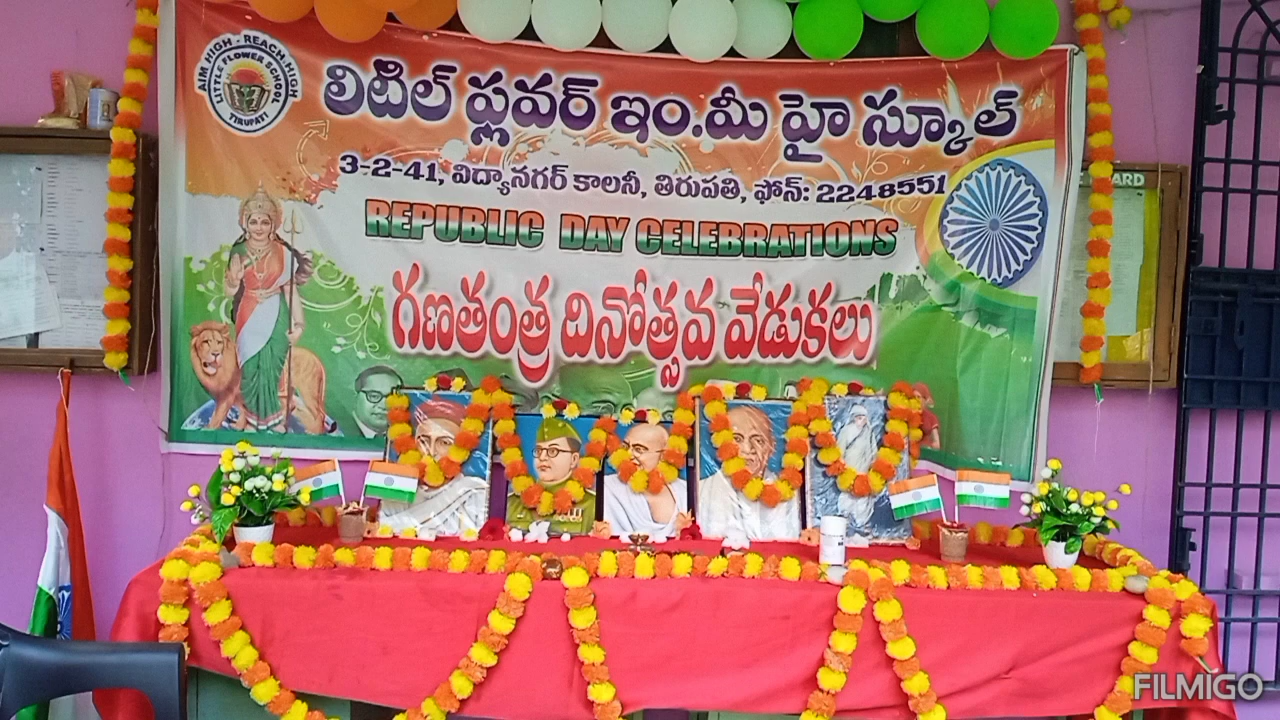 AIM HIGH - REACH HIGH
LITTLE FLOWER SCHOOL
TIRUPATI
లిటిల్ ఫ్లవర్ ఇం.మీ హై స్కూల్
3-2-41, విద్యానగర్ కాలనీ, తిరుపతి, ఫోన్: 2248551
REPUBLIC DAY CELEBRATIONS
గణతంత్ర దినోత్సవ వేడుకలు
FILMIGO